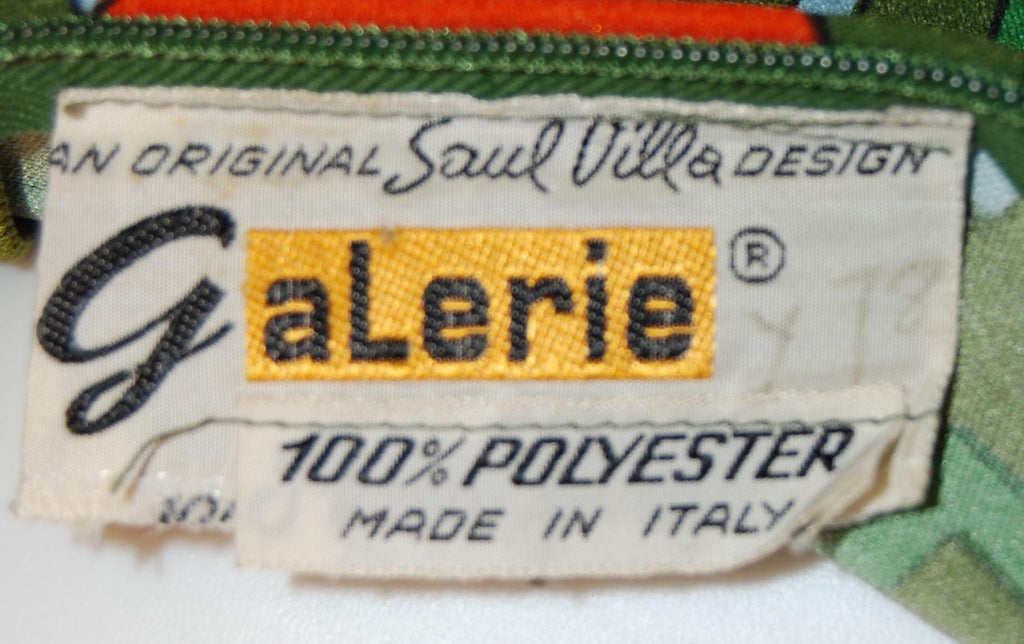 AN ORIGINAL Saul Villa DESIGN
gaLerie ®
100% POLYESTER
MADE IN ITALY